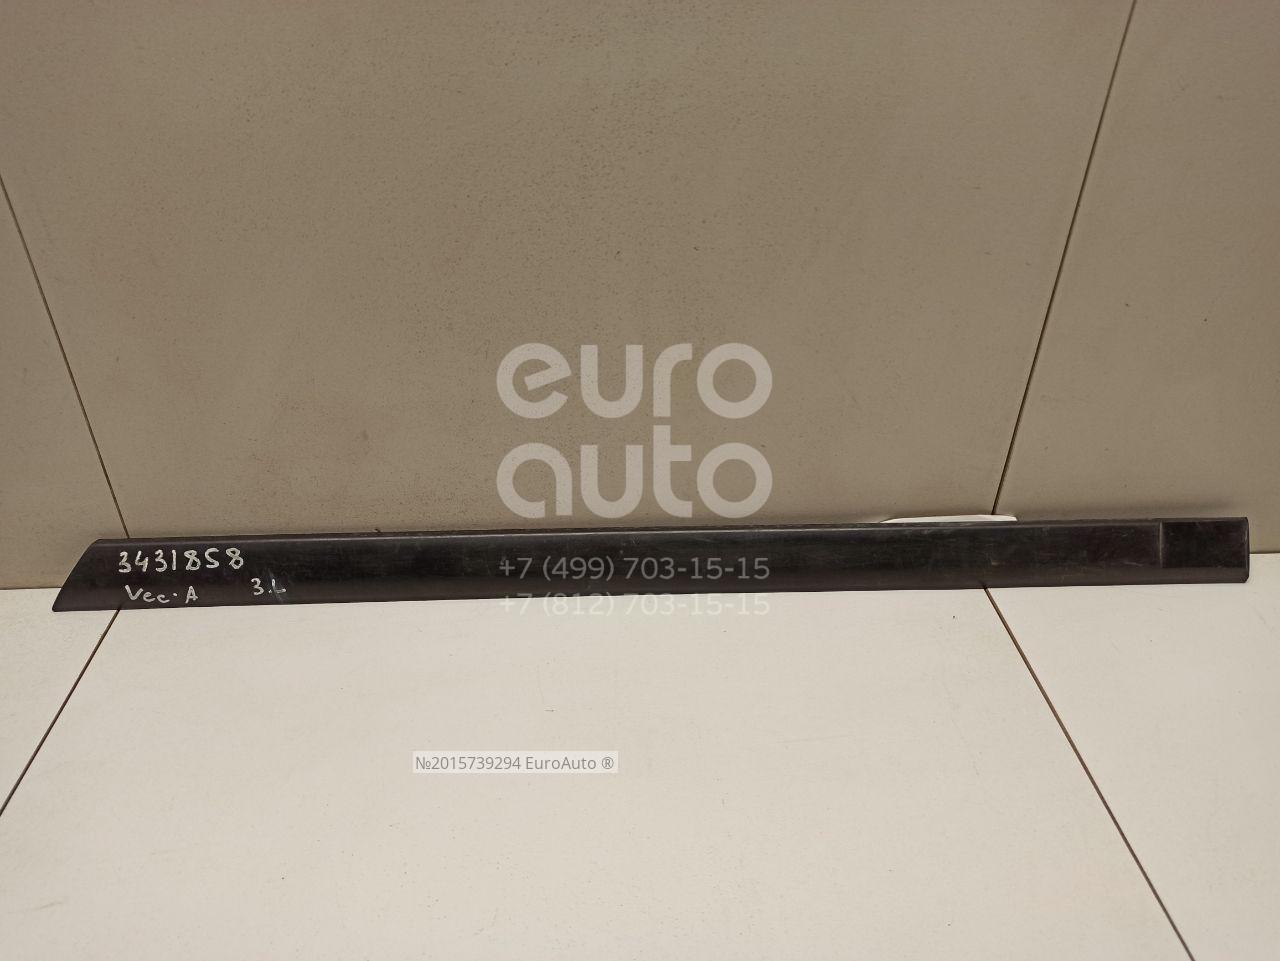 euro
auto
3431858
+7 (499) 703-15-15
Vec. A 3.L
+7 (812) 703-15-15
№2015739294 EuroAuto ®